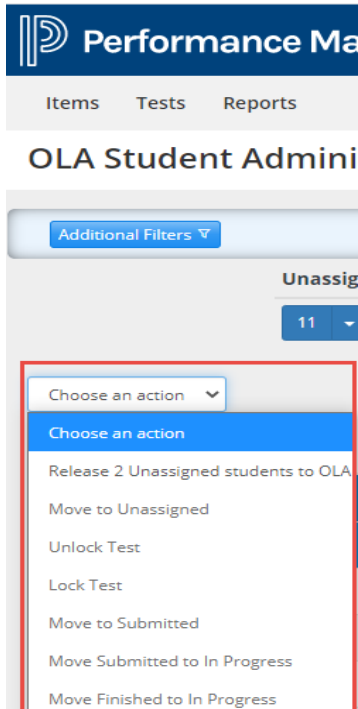 Performance Ma
Items Tests Reports
OLA Student Admini
Additional Filters
Unassig
11
Choose an action
Choose an action
Release 2 Unassigned students to OLA
Move to Unassigned
Unlock Test
Lock Test
Move to Submitted
Move Submitted to In Progress
Move Finished to In Progress